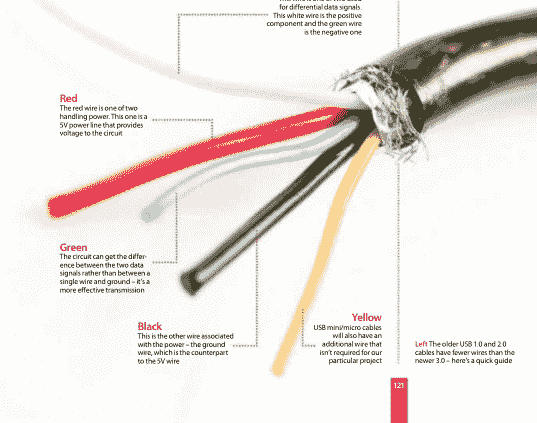 for differential data signals.
This white wire is the positive
component and the green wire
is the negative one
Red
The red wire is one of two
handling power. This one is a
5V power line that provides
voltage to the circuit
Green
The circuit can get the differ-
ence between the two data
signals rather than between a
single wire and ground – it's a
more effective transmission
Black
This is the other wire associated
with the power – the ground
wire, which is the counterpart
to the 5V wire
Yellow
USB mini/micro cables
will also have an
additional wire that
isn't required for our
particular project
Left The older USB 1.0 and 2.0
cables have fewer wires than the
newer 3.0 – here's a quick guide
121